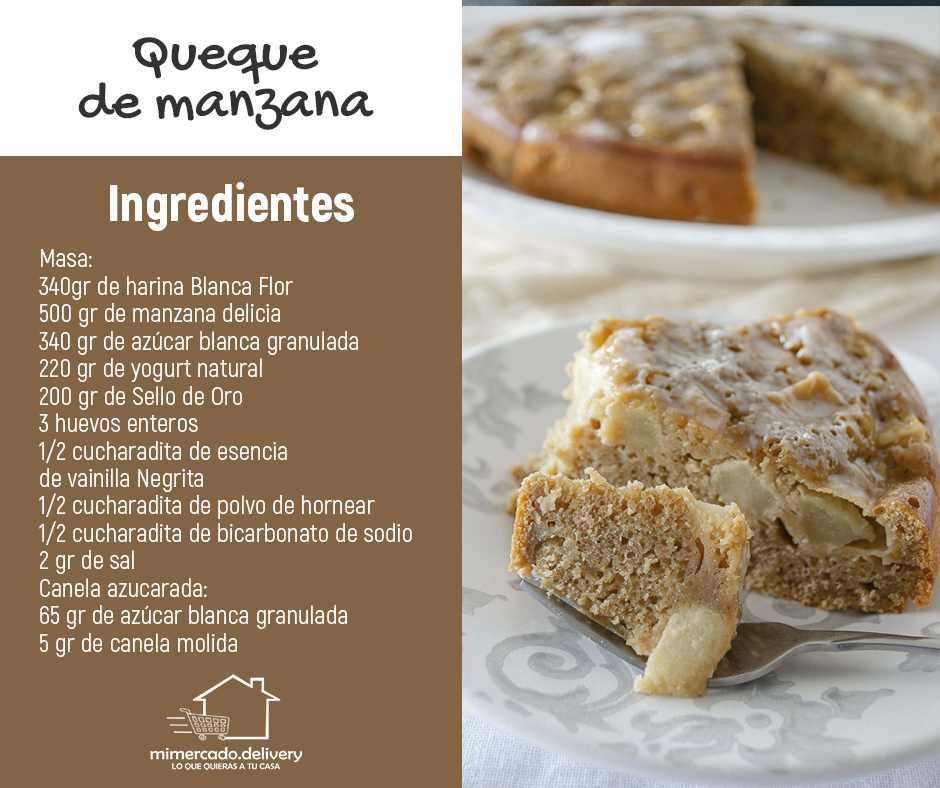 Queque
de manzana
Ingredientes
Masa:
340gr de harina Blanca Flor
500 gr de manzana delicia
340 gr de azúcar blanca granulada
220 gr de yogurt natural
200 gr de Sello de Oro
3 huevos enteros
1/2 cucharadita de esencia
de vainilla Negrita
1/2 cucharadita de polvo de hornear
1/2 cucharadita de bicarbonato de sodio
2 gr de sal
Canela azucarada:
65 gr de azúcar blanca granulada
5 gr de canela molida
mimercado.delivery
LO QUE QUIERAS A TU CASA